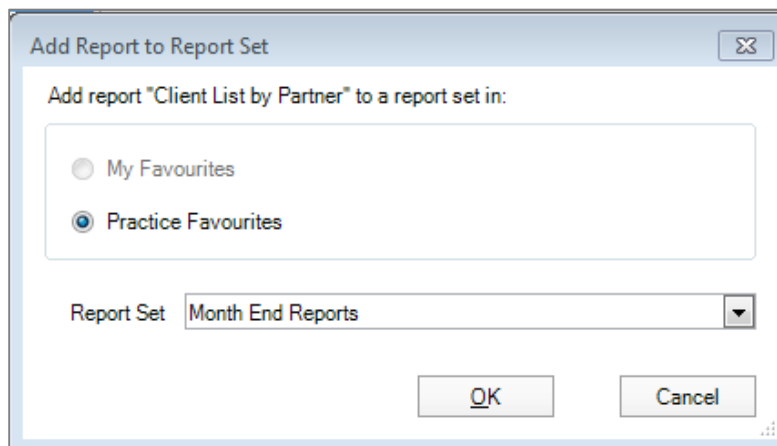 Add Report to Report Set
Add report "Client List by Partner" to a report set in:
My Favourites
Practice Favourites
Report Set Month End Reports
OK Cancel